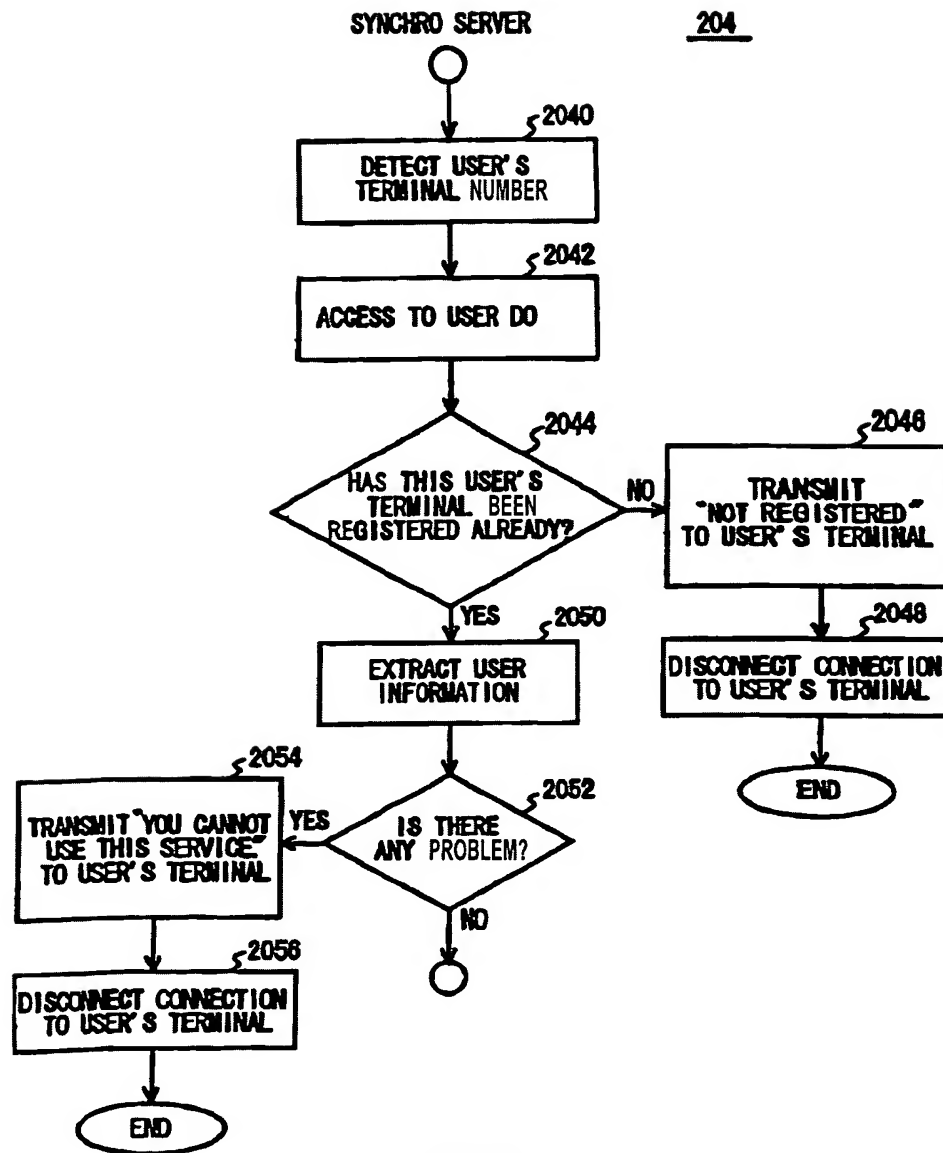 SYNCHRO SERVER
204
2040
DETECT USER'S
TERMINAL NUMBER
2042
ACCESS TO USER DO
2044
HAS THIS USER'S
TERMINAL BEEN
REGISTERED ALREADY?
NO
2046
TRANSMIT
"NOT REGISTERED"
TO USER'S TERMINAL
2048
DISCONNECT CONNECTION
TO USER'S TERMINAL
END
YES
2050
EXTRACT USER
INFORMATION
2052
IS THERE
ANY PROBLEM?
YES
NO
2054
TRANSMIT "YOU CANNOT
USE THIS SERVICE"
TO USER'S TERMINAL
2056
DISCONNECT CONNECTION
TO USER'S TERMINAL
END